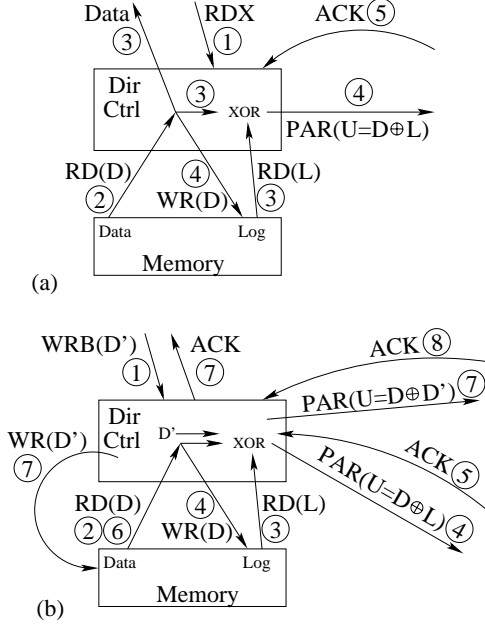 Data RDX ACK ⑤
③ ①
Dir
Ctrl ③ XOR ④
PAR(U=D⊕L)
RD(D) ④ RD(L)
② WR(D) ③
Data Log
Memory
(a)
WRB(D') ACK ACK ⑧
① ⑦ PAR(U=D⊕D') ⑦
Dir
Ctrl D' XOR
WR(D') ACK ⑤
⑦ RD(D) ④ RD(L) PAR(U=D⊕L) ④
② ⑥ WR(D) ③
Data Log
Memory
(b)